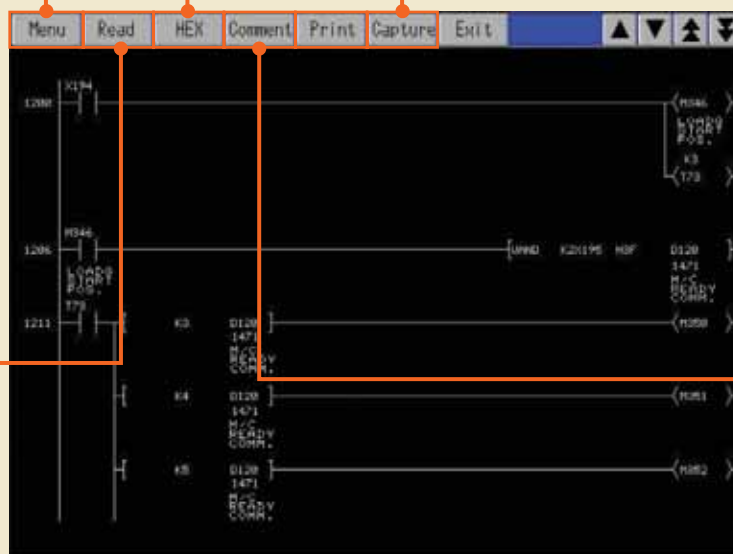 Menu Read HEX Comment Print Capture Exit
X194
1200 M346
LOADG
START
POS.
K3
T73
M346
1206 WAND K2X195 H3F D120
1471
M/C
READY
COMM.
LOADG
START
POS.
T73
1211 K3 D120 M350
1471
M/C
READY
COMM.
K4 D120 M351
1471
M/C
READY
COMM.
K5 D120 M352
1471
M/C
READY
COMM.